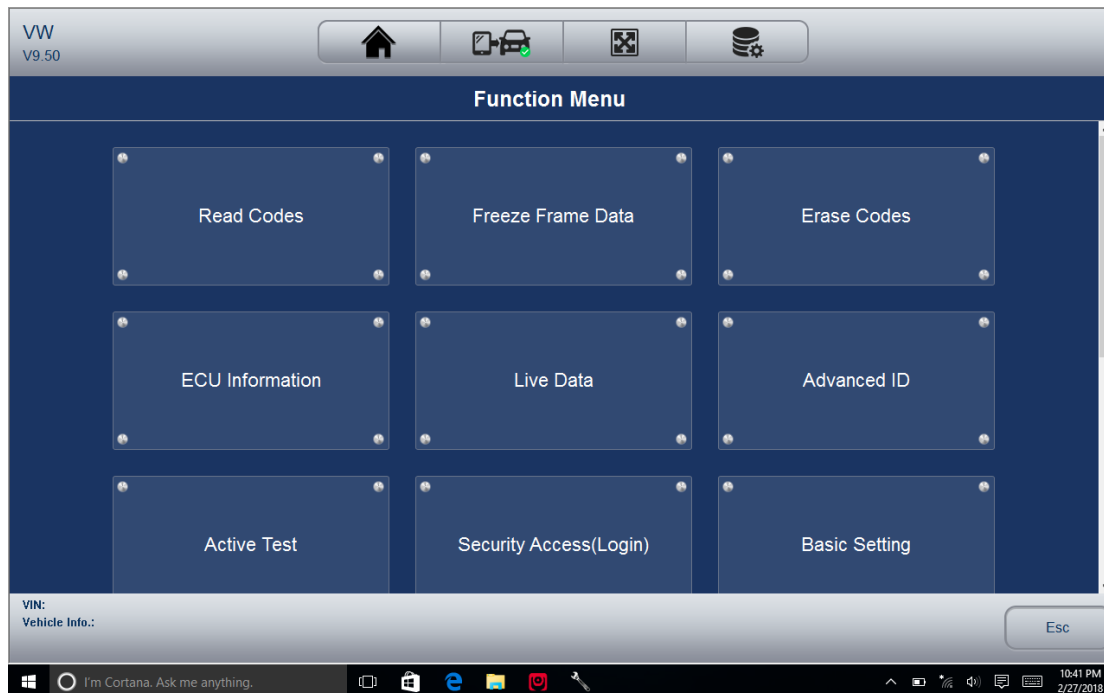 VW
V9.50
Function Menu
Read Codes
Freeze Frame Data
Erase Codes
ECU Information
Live Data
Advanced ID
Active Test
Security Access(Login)
Basic Setting
VIN:
Vehicle Info.:
Esc
I'm Cortana. Ask me anything.
10:41 PM
2/27/2018